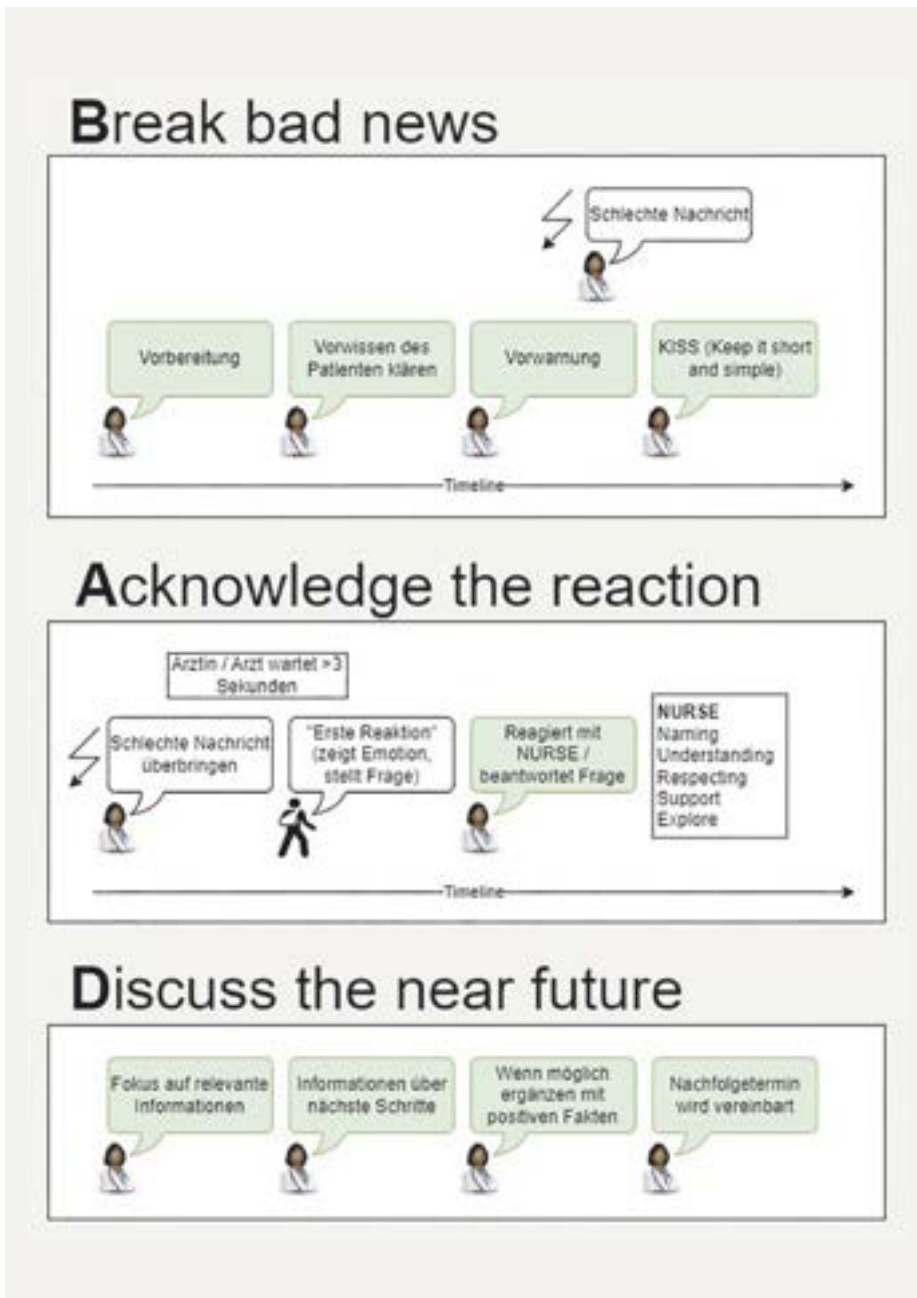 Break bad news
Schlechte Nachricht
Vorbereitung
Vorwissen des
Patienten klären
Vorwarnung
KISS (Keep it short
and simple)
Timeline
Acknowledge the reaction
Ärztin / Arzt wartet >3
Sekunden
Schlechte Nachricht
überbringen
"Erste Reaktion"
(zeigt Emotion,
stellt Frage)
Reagiert mit
NURSE /
beantwortet Frage
NURSE
Naming
Understanding
Respecting
Support
Explore
Timeline
Discuss the near future
Fokus auf relevante
Informationen
Informationen über
nächste Schritte
Wenn möglich
ergänzen mit
positiven Fakten
Nachfolgetermin
wird vereinbart